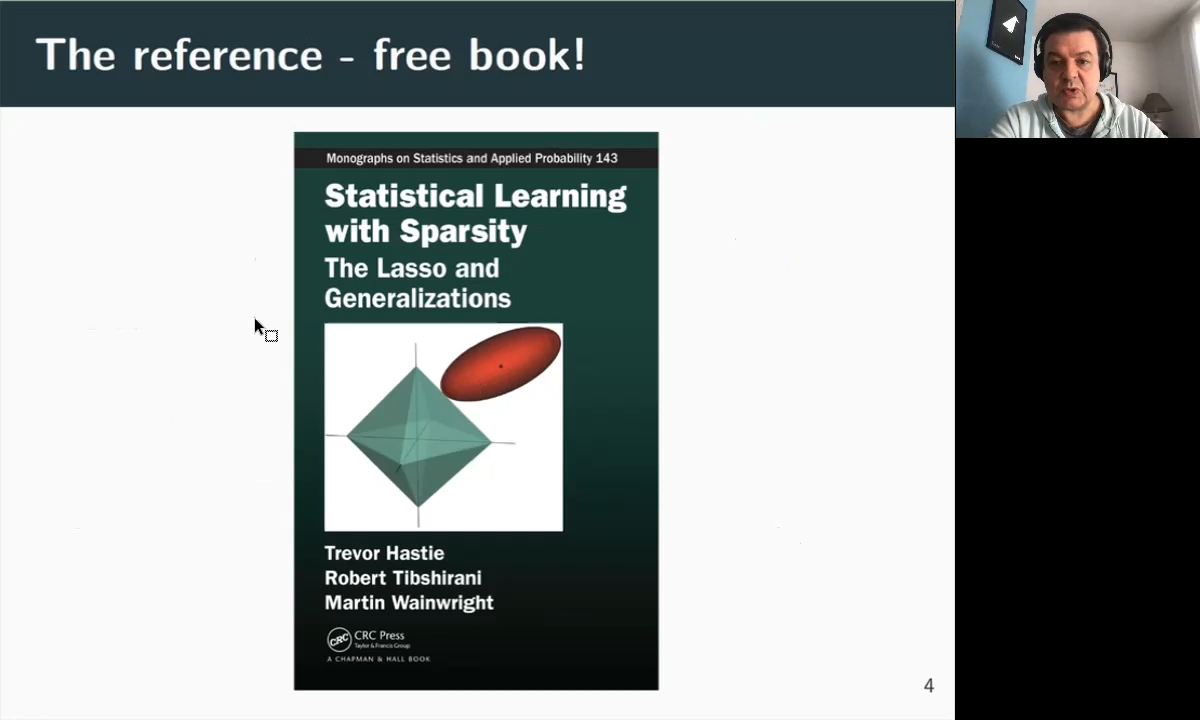 The reference - free book!
Monographs on Statistics and Applied Probability 143
Statistical Learning
with Sparsity
The Lasso and
Generalizations
Trevor Hastie
Robert Tibshirani
Martin Wainwright
CRC
CRC Press
Taylor & Francis Group
A CHAPMAN & HALL BOOK
4